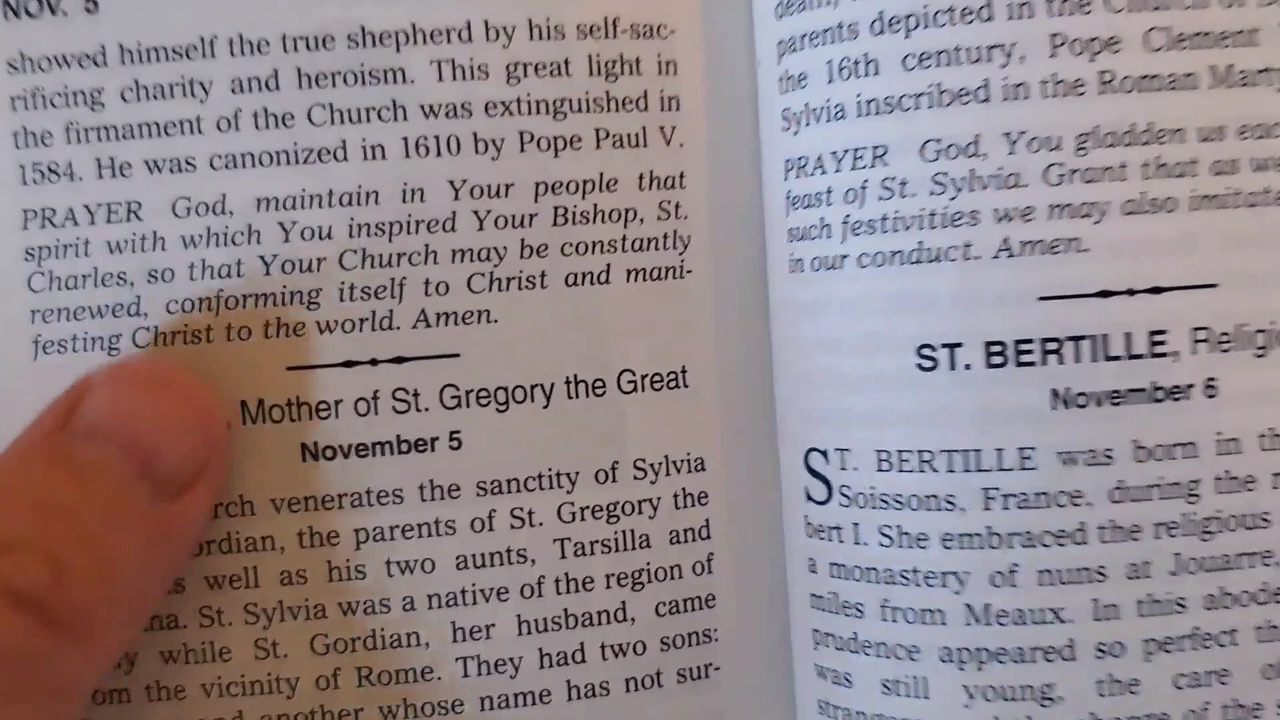 NOV. 5
showed himself the true shepherd by his self-sac-
rificing charity and heroism. This great light in
the firmament of the Church was extinguished in
1584. He was canonized in 1610 by Pope Paul V.
PRAYER God, maintain in Your people that
spirit with which You inspired Your Bishop, St.
Charles, so that Your Church may be constantly
renewed, conforming itself to Christ and mani-
festing Christ to the world. Amen.
, Mother of St. Gregory the Great
November 5
rch venerates the sanctity of Sylvia
ordian, the parents of St. Gregory the
s well as his two aunts, Tarsilla and
na. St. Sylvia was a native of the region of
y while St. Gordian, her husband, came
om the vicinity of Rome. They had two sons:
another whose name has not sur-
death,
parents depicted in the Church of
the 16th century, Pope Clement
Sylvia inscribed in the Roman Marty
PRAYER God, You gladden us eac
feast of St. Sylvia. Grant that as we
such festivities we may also imitate
in our conduct. Amen.
ST. BERTILLE, Religi
November 6
ST. BERTILLE was born in th
Soissons, France, during the r
bert I. She embraced the religious
a monastery of nuns at Jouarre,
miles from Meaux. In this abode
prudence appeared so perfect th
was still young, the care o
of the